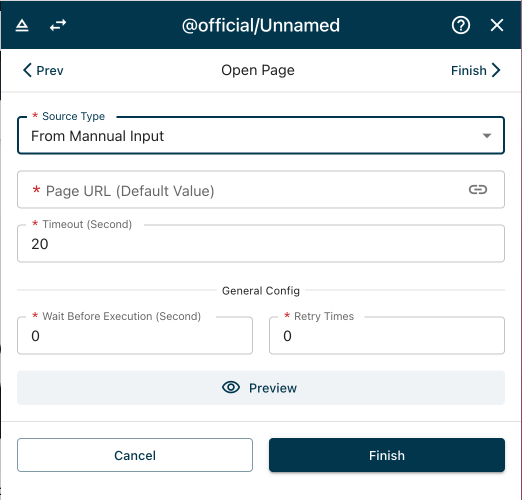 @official/Unnamed
Prev Open Page Finish
* Source Type
From Mannual Input
* Page URL (Default Value)
* Timeout (Second)
20
General Config
* Wait Before Execution (Second) * Retry Times
0 0
Preview
Cancel Finish